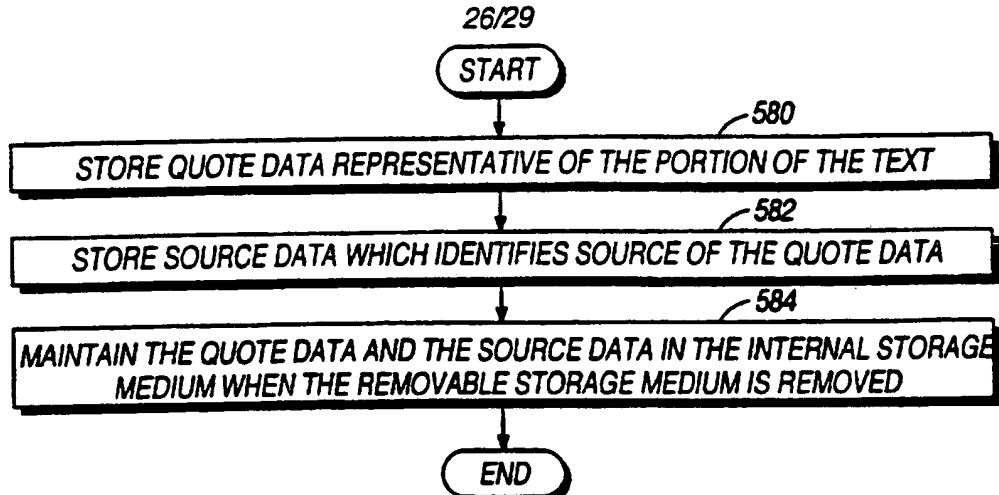 26/29
START
580
STORE QUOTE DATA REPRESENTATIVE OF THE PORTION OF THE TEXT
582
STORE SOURCE DATA WHICH IDENTIFIES SOURCE OF THE QUOTE DATA
584
MAINTAIN THE QUOTE DATA AND THE SOURCE DATA IN THE INTERNAL STORAGE
MEDIUM WHEN THE REMOVABLE STORAGE MEDIUM IS REMOVED
END